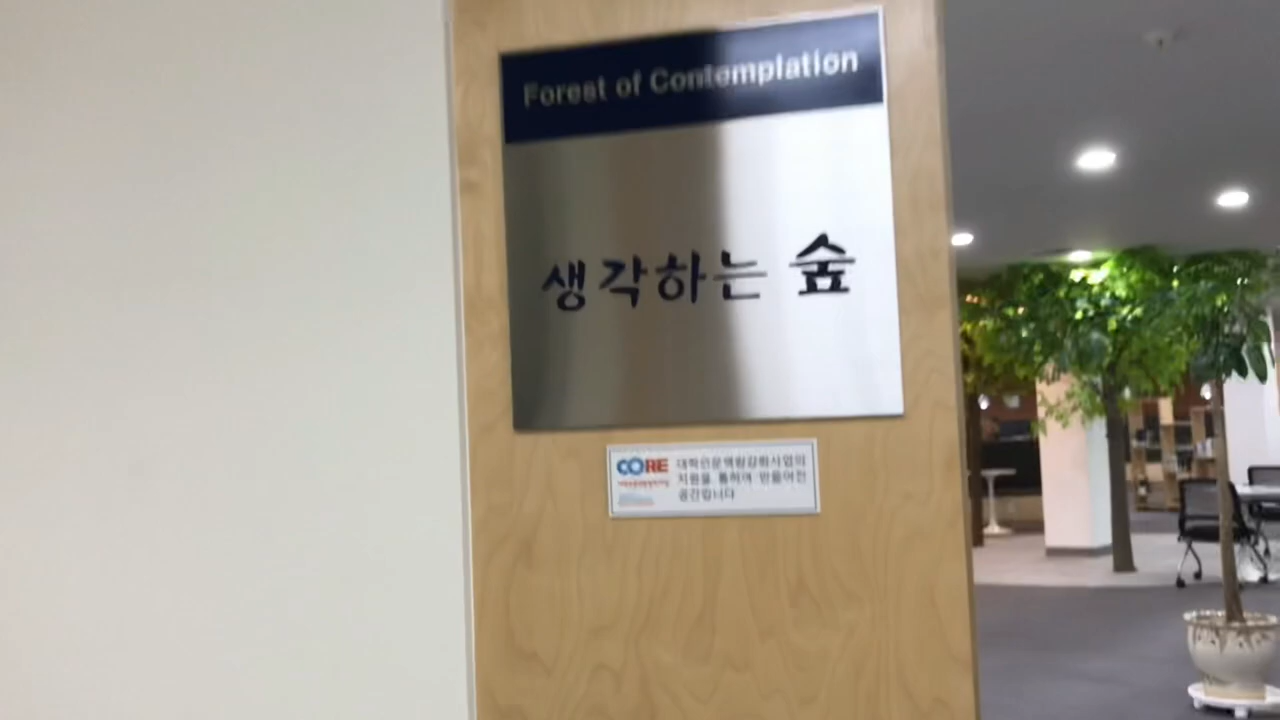 Forest of Contemplation
생각하는 숲
CORE
대학인문역량강화사업의
지원을 통하여 만들어진
공간입니다